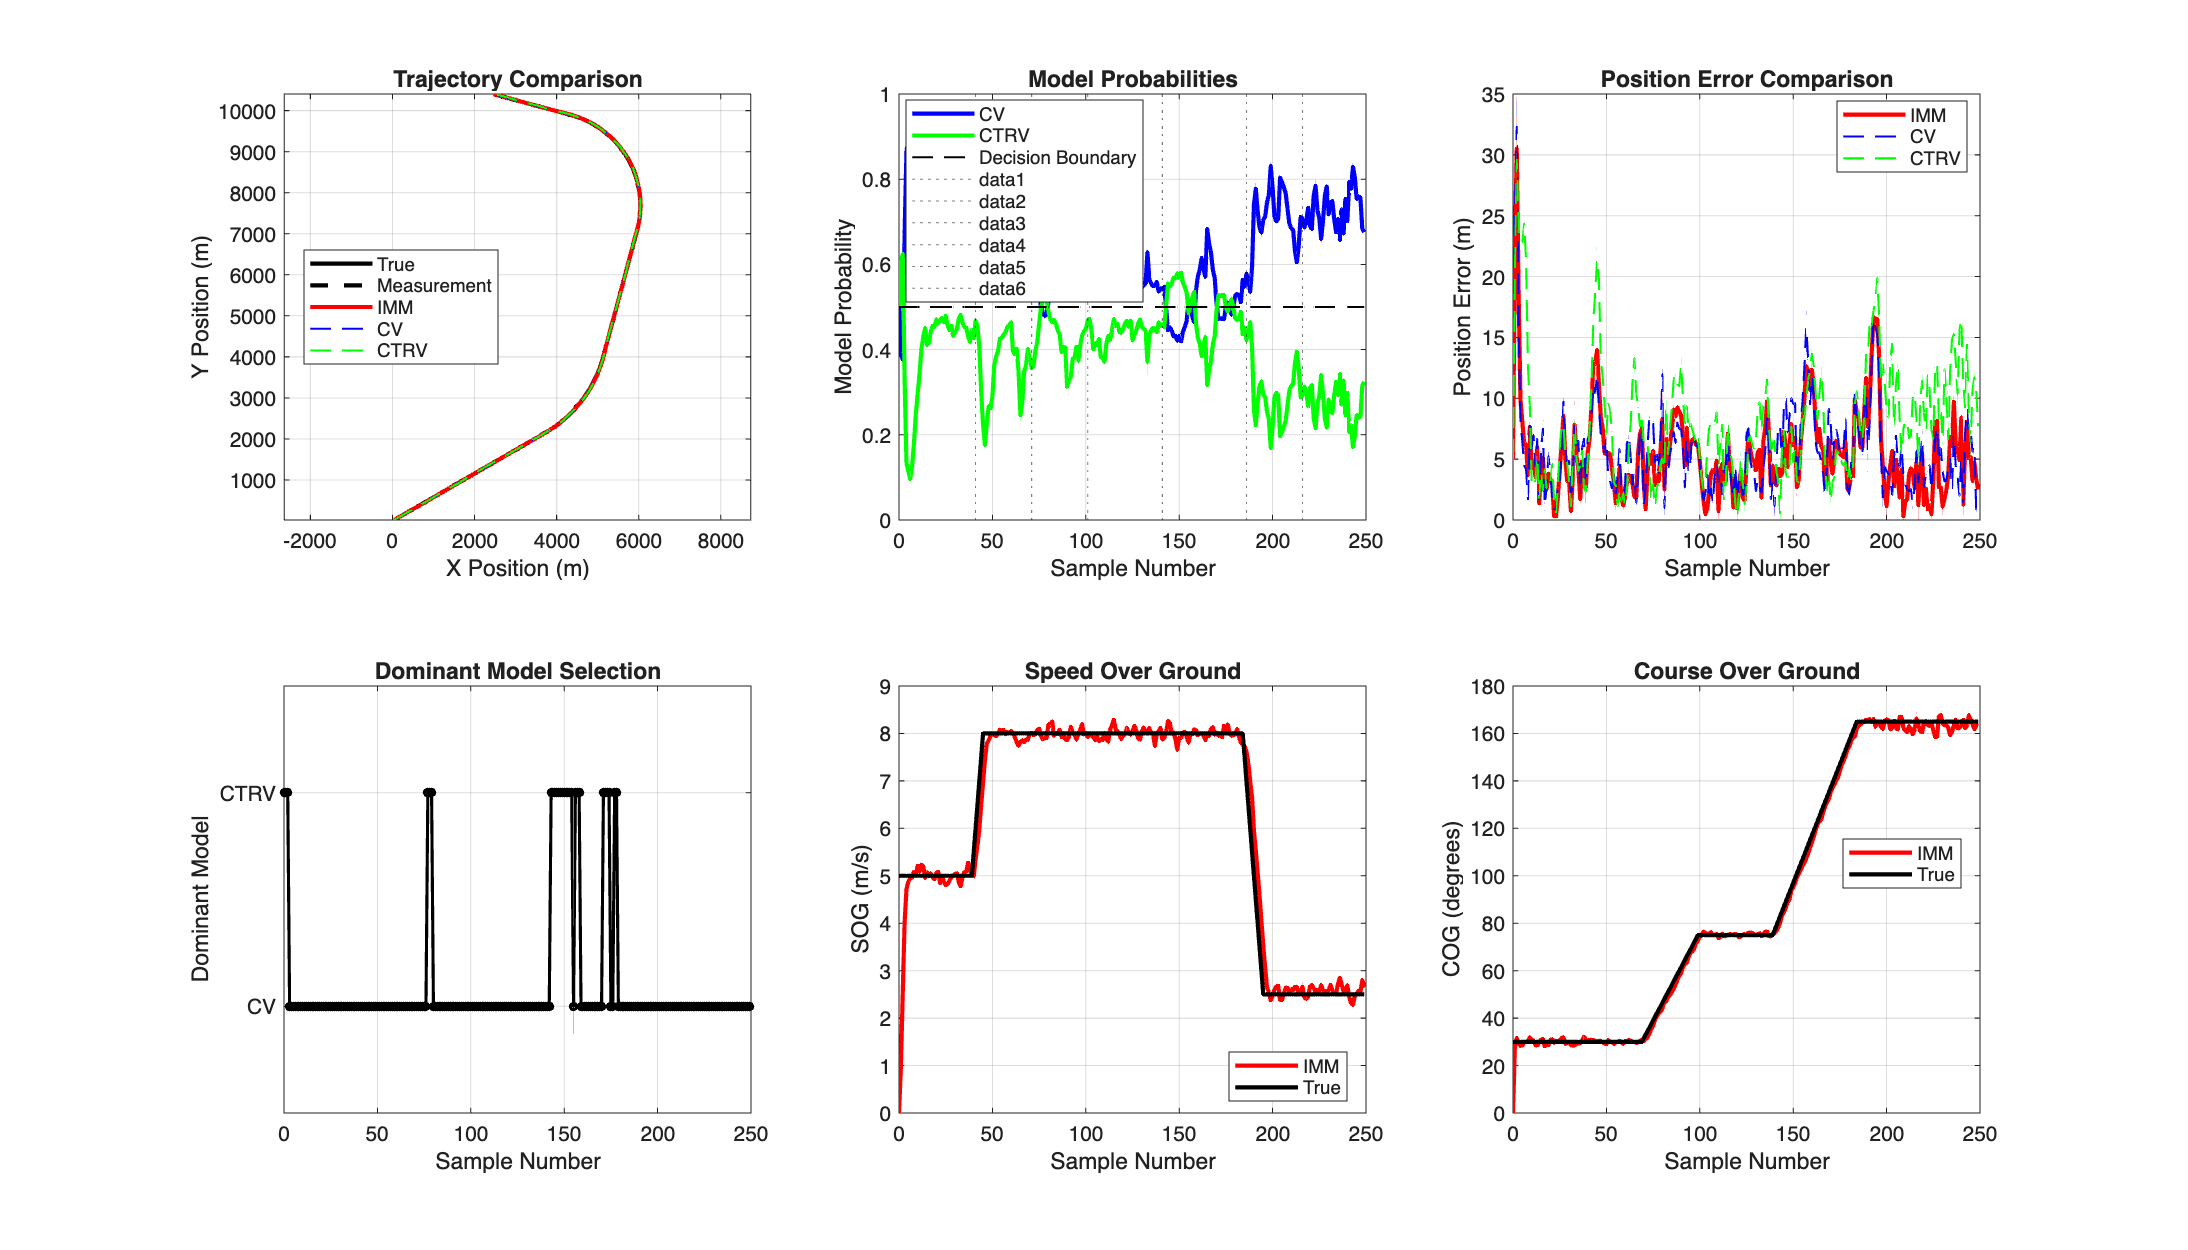 Trajectory Comparison
10000
9000
8000
7000
6000
5000
4000
3000
2000
1000
Y Position (m)
True
Measurement
IMM
CV
CTRV
-2000
0
2000
4000
6000
8000
X Position (m)
Model Probabilities
1
0.8
0.6
0.4
0.2
0
Model Probability
CV
CTRV
Decision Boundary
data1
data2
data3
data4
data5
data6
0
50
100
150
200
250
Sample Number
Position Error Comparison
35
30
25
20
15
10
5
0
Position Error (m)
IMM
CV
CTRV
0
50
100
150
200
250
Sample Number
Dominant Model Selection
CTRV
CV
Dominant Model
0
50
100
150
200
250
Sample Number
Speed Over Ground
9
8
7
6
5
4
3
2
1
0
SOG (m/s)
IMM
True
0
50
100
150
200
250
Sample Number
Course Over Ground
180
160
140
120
100
80
60
40
20
0
COG (degrees)
IMM
True
0
50
100
150
200
250
Sample Number